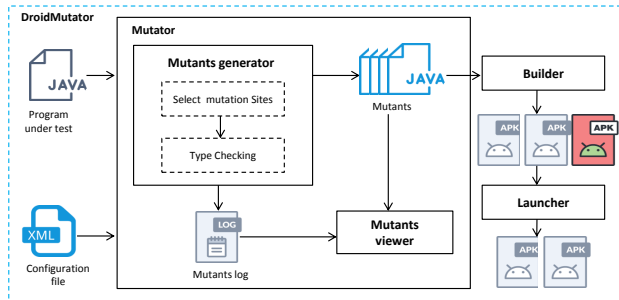 DroidMutator
Mutator
Mutants generator
Select mutation Sites
Type Checking
JAVA
Program
under test
XML
Configuration
file
LOG
Mutants log
JAVA
Mutants
Mutants
viewer
Builder
APK
APK
APK
Launcher
APK
APK